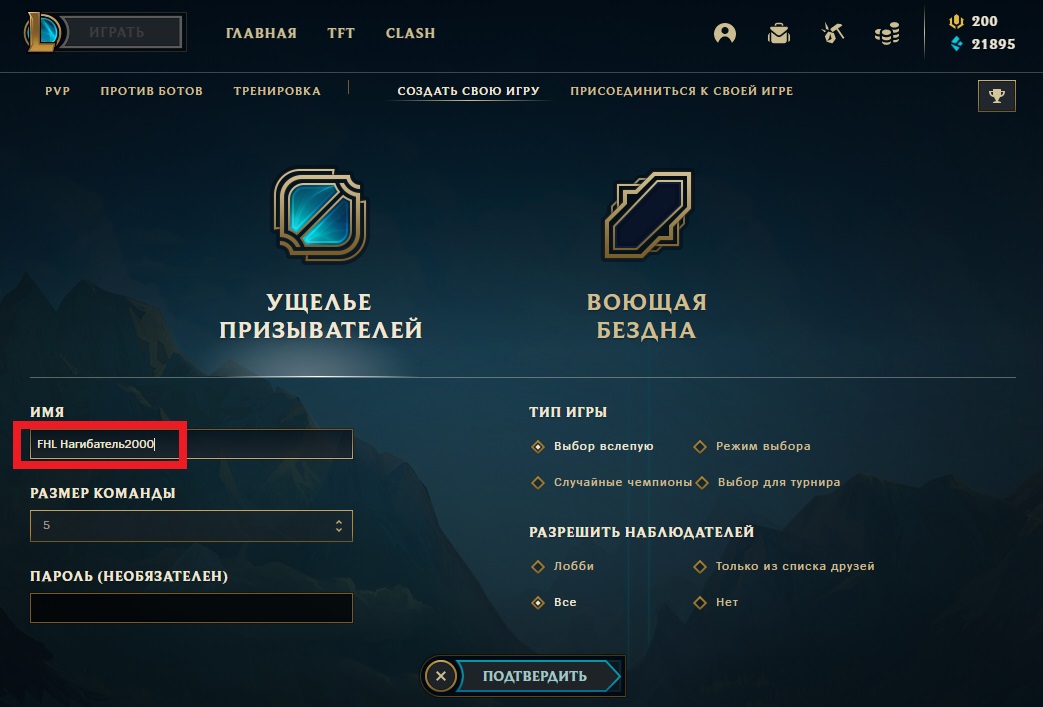 ИГРАТЬ
ГЛАВНАЯ
TFT
CLASH
200
21895
PVP
ПРОТИВ БОТОВ
ТРЕНИРОВКА
СОЗДАТЬ СВОЮ ИГРУ
ПРИСОЕДИНИТЬСЯ К СВОЕЙ ИГРЕ
УЩЕЛЬЕ
ПРИЗЫВАТЕЛЕЙ
ВОЮЩАЯ
БЕЗДНА
ИМЯ
FHL Нагибатель2000
РАЗМЕР КОМАНДЫ
5
ПАРОЛЬ (НЕОБЯЗАТЕЛЕН)
ТИП ИГРЫ
Выбор вслепую
Режим выбора
Случайные чемпионы
Выбор для турнира
РАЗРЕШИТЬ НАБЛЮДАТЕЛЕЙ
Лобби
Только из списка друзей
Все
Нет
ПОДТВЕРДИТЬ